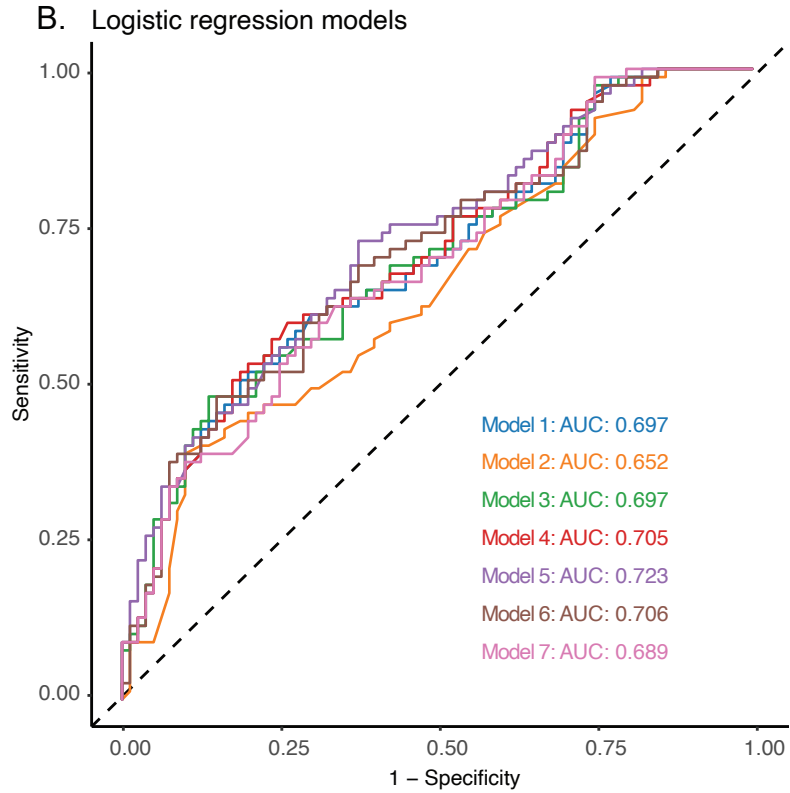 B. Logistic regression models
1.00
0.75
0.50
0.25
0.00
Sensitivity
Model 1: AUC: 0.697
Model 2: AUC: 0.652
Model 3: AUC: 0.697
Model 4: AUC: 0.705
Model 5: AUC: 0.723
Model 6: AUC: 0.706
Model 7: AUC: 0.689
0.00 0.25 0.50 0.75 1.00
1 − Specificity